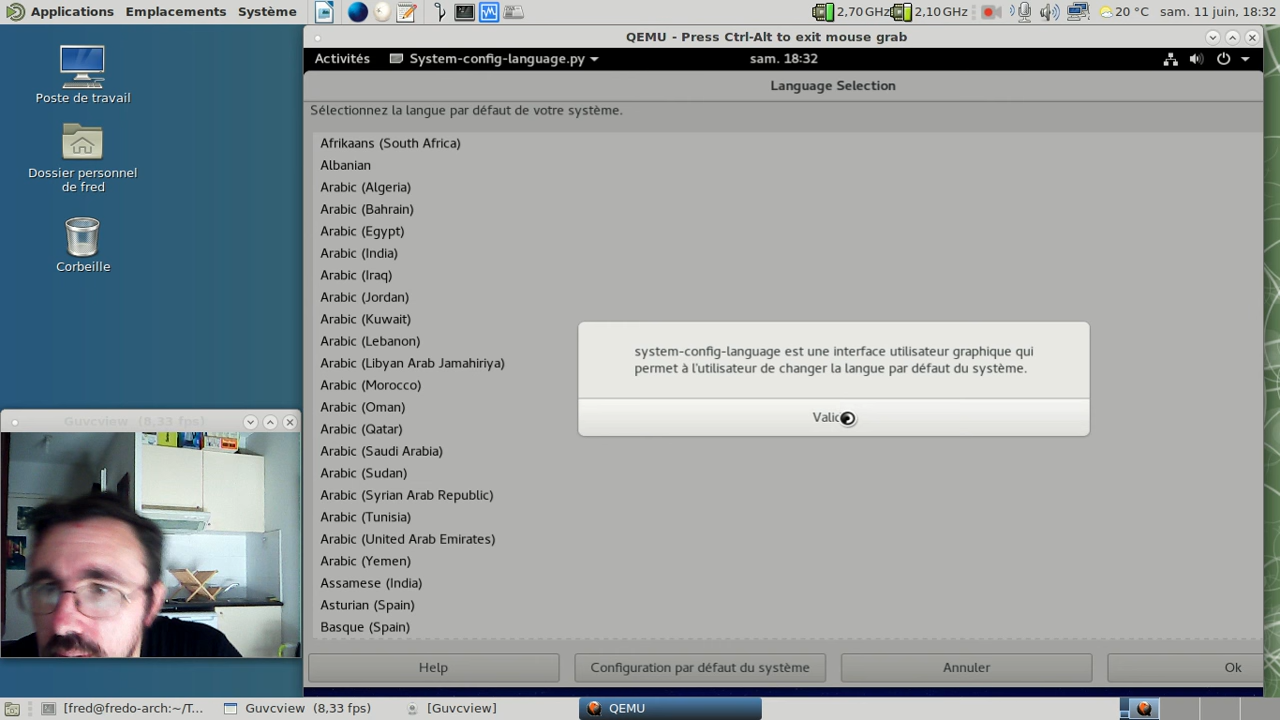 Applications Emplacements Système
2,70 GHz 2,10 GHz 20 °C sam. 11 juin, 18:32
Poste de travail
Dossier personnel
de fred
Corbeille
QEMU - Press Ctrl-Alt to exit mouse grab
Activités System-config-language.py sam. 18:32
Language Selection
Sélectionnez la langue par défaut de votre système.
Afrikaans (South Africa)
Albanian
Arabic (Algeria)
Arabic (Bahrain)
Arabic (Egypt)
Arabic (India)
Arabic (Iraq)
Arabic (Jordan)
Arabic (Kuwait)
Arabic (Lebanon)
Arabic (Libyan Arab Jamahiriya)
Arabic (Morocco)
Arabic (Oman)
Arabic (Qatar)
Arabic (Saudi Arabia)
Arabic (Sudan)
Arabic (Syrian Arab Republic)
Arabic (Tunisia)
Arabic (United Arab Emirates)
Arabic (Yemen)
Assamese (India)
Asturian (Spain)
Basque (Spain)
system-config-language est une interface utilisateur graphique qui
permet à l'utilisateur de changer la langue par défaut du système.
Help Configuration par défaut du système Annuler Ok
Guvcview (8,33 fps)
[fred@fredo-arch:~/T... Guvcview (8,33 fps) [Guvcview] QEMU